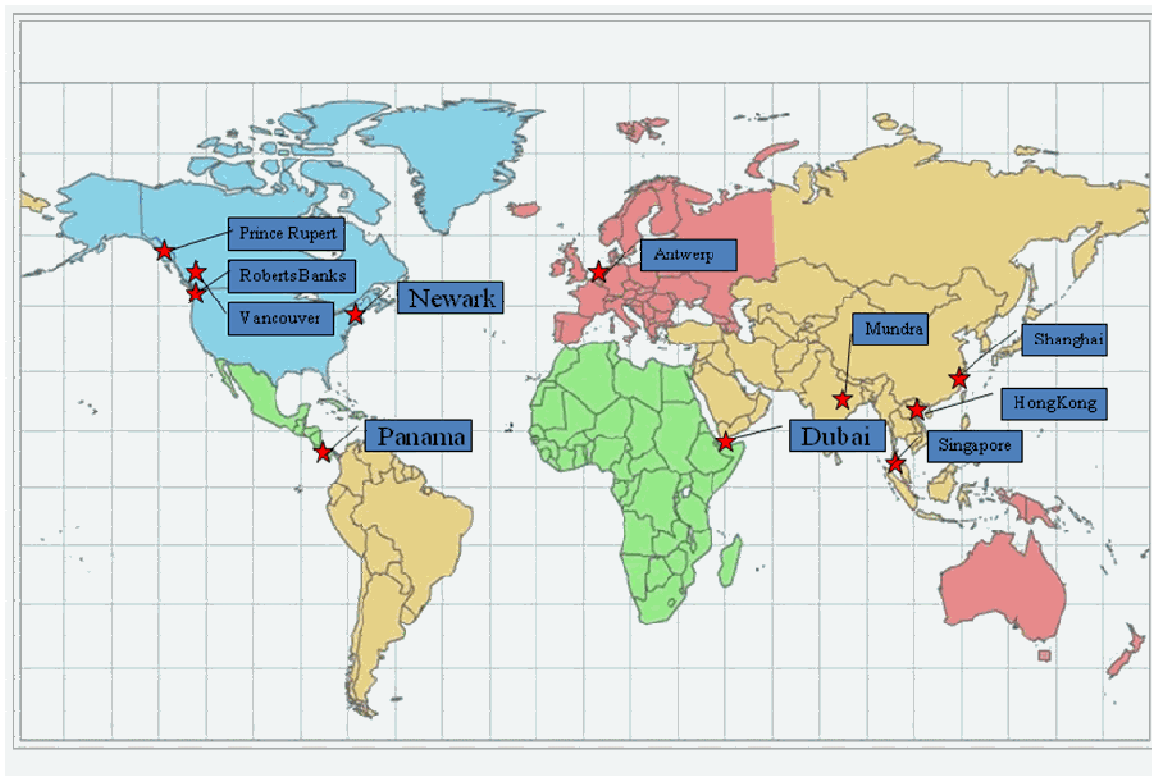 Prince Rupert
Antwerp
RobertsBanks
Newark
Vancouver
Mundra
Shanghai
HongKong
Panama
Dubai
Singapore